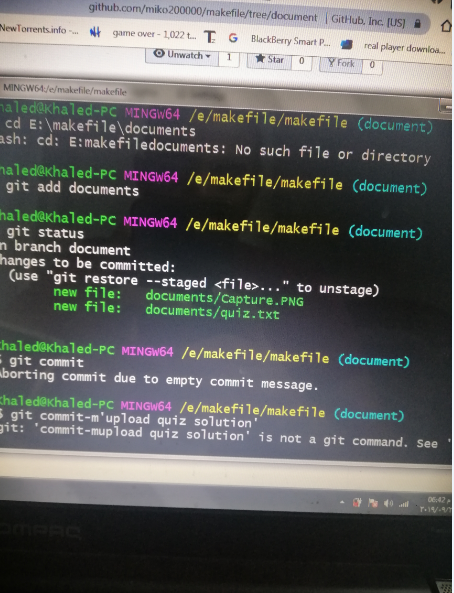 github.com/miko200000/makefile/tree/document | GitHub, Inc. [US]
NewTorrents.info -... game over - 1,022 t... G BlackBerry Smart P... real player downloa...
Unwatch 1 Star 0 Fork 0
MINGW64:/e/makefile/makefile
haled@Khaled-PC MINGW64 /e/makefile/makefile (document)
cd E:\makefile\documents
ash: cd: E:makefiledocuments: No such file or directory
haled@Khaled-PC MINGW64 /e/makefile/makefile (document)
git add documents
haled@Khaled-PC MINGW64 /e/makefile/makefile (document)
git status
n branch document
hanges to be committed:
(use "git restore --staged <file>..." to unstage)
new file: documents/Capture.PNG
new file: documents/quiz.txt
haled@Khaled-PC MINGW64 /e/makefile/makefile (document)
$ git commit
Aborting commit due to empty commit message.
Khaled@Khaled-PC MINGW64 /e/makefile/makefile (document)
$ git commit-m'upload quiz solution'
git: 'commit-mupload quiz solution' is not a git command. See '
06:42 م
COMPAQ